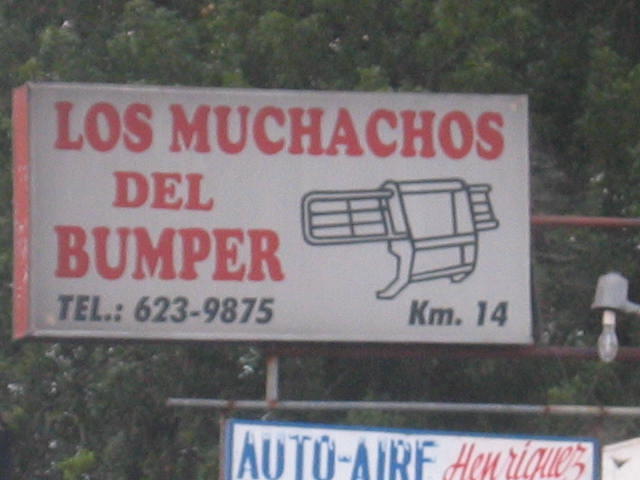 LOS MUCHACHOS
DEL
BUMPER
TEL.: 623-9875 Km. 14
AUTO-AIRE Henriquez